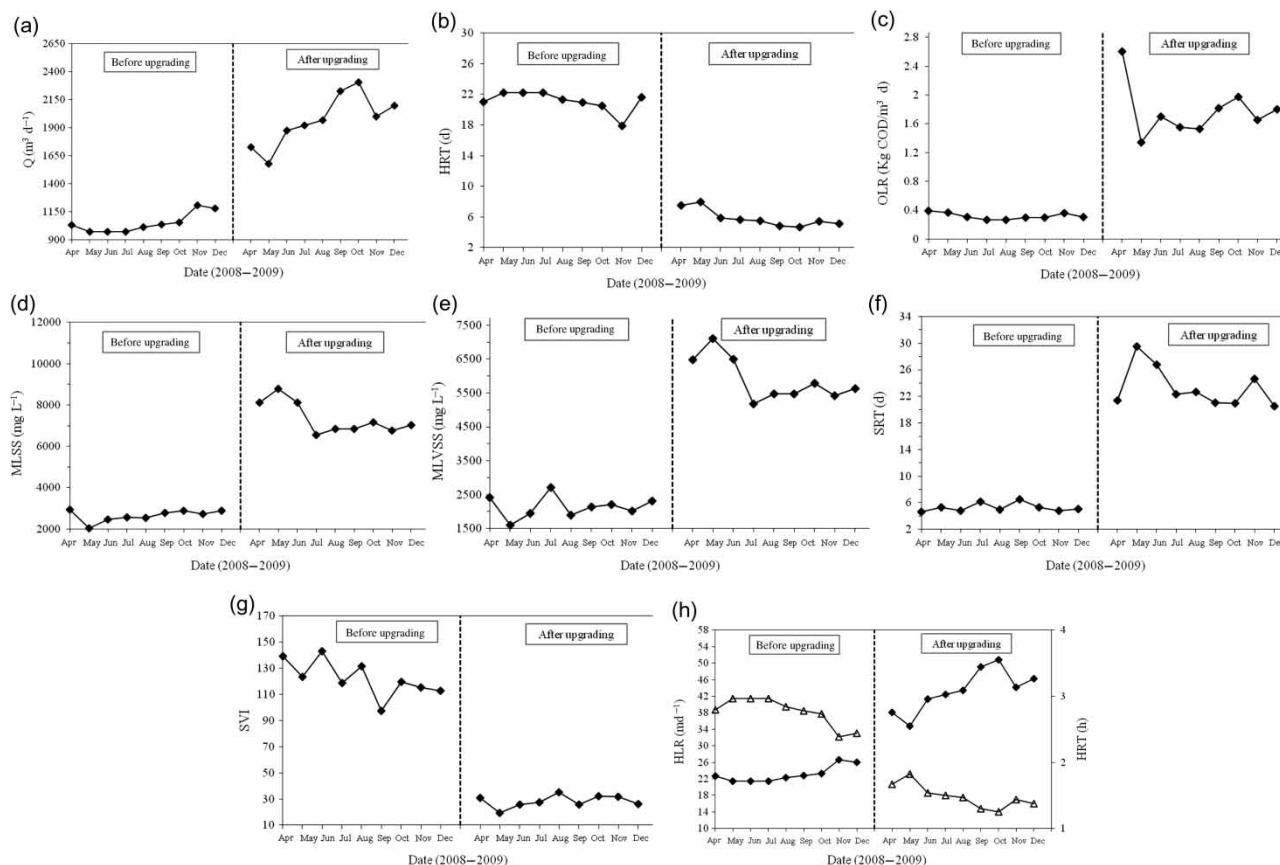 (a)
2650
2400
2150
1900
1650
1400
1150
900
Q (m³ d⁻¹)
Before upgrading
After upgrading
Apr May Jun Jul Aug Sep Oct Nov Dec
Apr May Jun Jul Aug Sep Oct Nov Dec
Date (2008–2009)
(b)
30
26
22
18
14
10
6
2
HRT (d)
Before upgrading
After upgrading
Apr May Jun Jul Aug Sep Oct Nov Dec
Apr May Jun Jul Aug Sep Oct Nov Dec
Date (2008–2009)
(c)
2.8
2.4
2
1.6
1.2
0.8
0.4
0
OLR (Kg COD/m³ d)
Before upgrading
After upgrading
Apr May Jun Jul Aug Sep Oct Nov Dec
Apr May Jun Jul Aug Sep Oct Nov Dec
Date (2008–2009)
(d)
12000
10000
8000
6000
4000
2000
MLSS (mg L⁻¹)
Before upgrading
After upgrading
Apr May Jun Jul Aug Sep Oct Nov Dec
Apr May Jun Jul Aug Sep Oct Nov Dec
Date (2008–2009)
(e)
7500
6500
5500
4500
3500
2500
1500
MLVSS (mg L⁻¹)
Before upgrading
After upgrading
Apr May Jun Jul Aug Sep Oct Nov Dec
Apr May Jun Jul Aug Sep Oct Nov Dec
Date (2008–2009)
(f)
34
30
26
22
18
14
10
6
2
SRT (d)
Before upgrading
After upgrading
Apr May Jun Jul Aug Sep Oct Nov Dec
Apr May Jun Jul Aug Sep Oct Nov Dec
Date (2008–2009)
(g)
170
150
130
110
90
70
50
30
10
SVI
Before upgrading
After upgrading
Apr May Jun Jul Aug Sep Oct Nov Dec
Apr May Jun Jul Aug Sep Oct Nov Dec
Date (2008–2009)
(h)
58
54
50
46
42
38
34
30
26
22
18
14
10
HLR (md⁻¹)
Before upgrading
After upgrading
4
3
2
1
HRT (h)
Apr May Jun Jul Aug Sep Oct Nov Dec
Apr May Jun Jul Aug Sep Oct Nov Dec
Date (2008–2009)